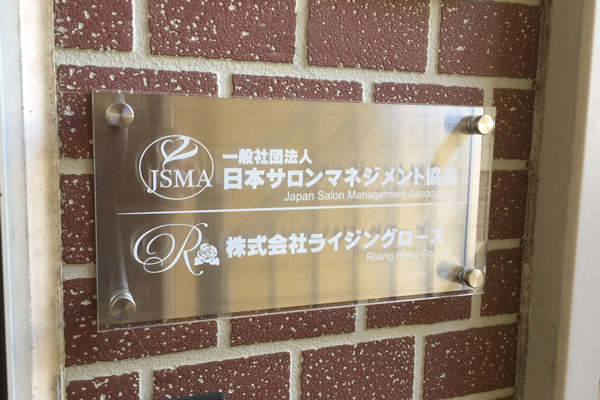 JSMA
一般社団法人
日本サロンマネジメント協会
Japan Salon Management Association
R
株式会社ライジングローズ
Rising Rose Co